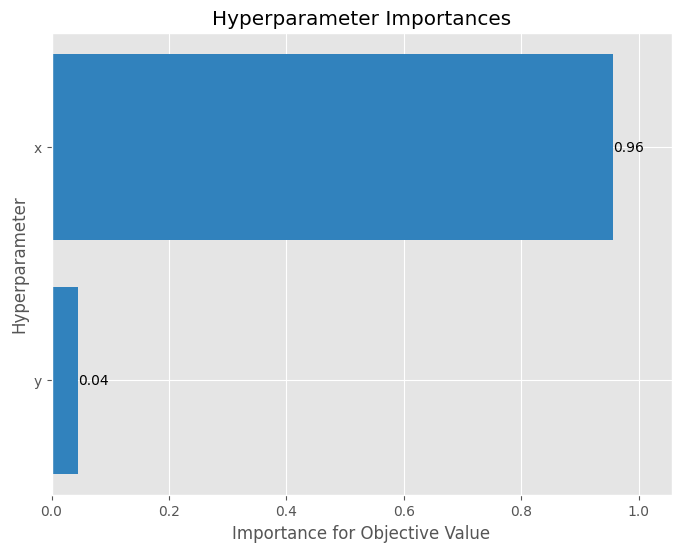 Hyperparameter Importances
Hyperparameter
x
0.96
y
0.04
0.0 0.2 0.4 0.6 0.8 1.0
Importance for Objective Value